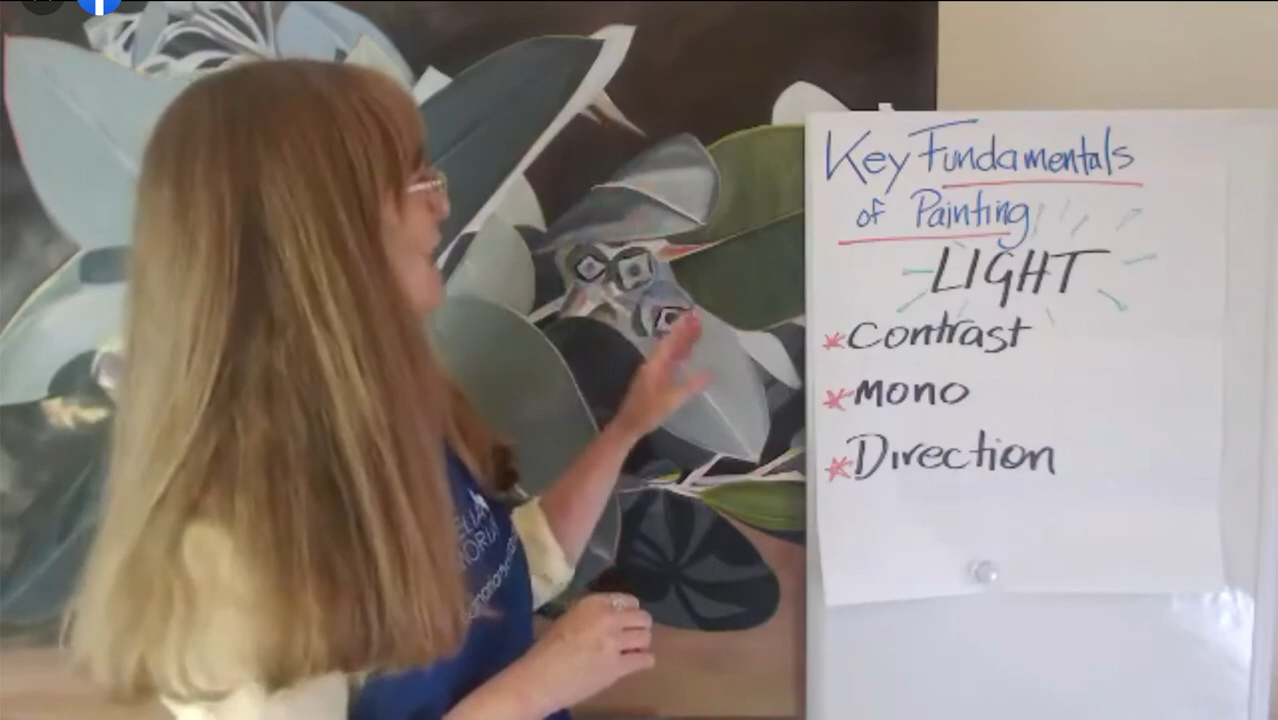 Key Fundamentals
of Painting
LIGHT
* Contrast
* Mono
* Direction